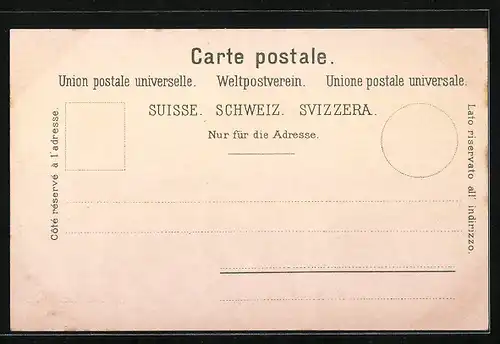 Carte postale.
Union postale universelle. Weltpostverein. Unione postale universale.
SUISSE. SCHWEIZ. SVIZZERA.
Nur für die Adresse.
Côté réservé à l'adresse.
Lato riservato all' indirizzo.